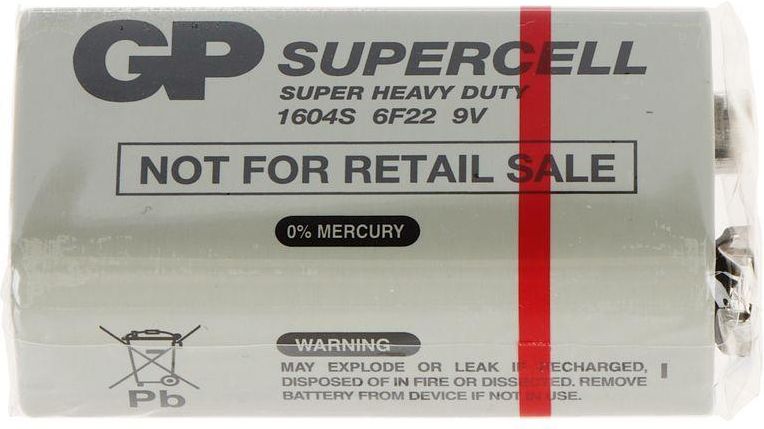 GP SUPERCELL
SUPER HEAVY DUTY
1604S 6F22 9V
NOT FOR RETAIL SALE
0% MERCURY
WARNING
MAY EXPLODE OR LEAK IF RECHARGED,
DISPOSED OF IN FIRE OR DISSECTED. REMOVE
BATTERY FROM DEVICE IF NOT IN USE.
Pb